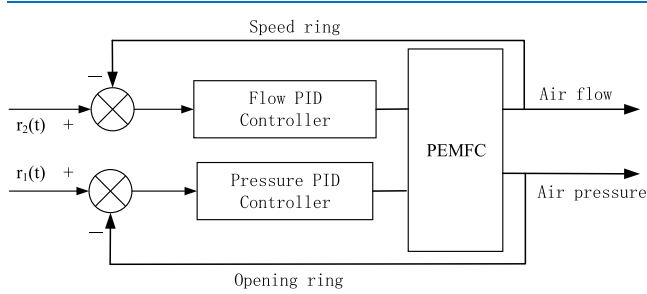 Speed ring
−
r₂(t) +
Flow PID
Controller
Air flow
PEMFC
r₁(t) +
Pressure PID
Controller
Air pressure
−
Opening ring